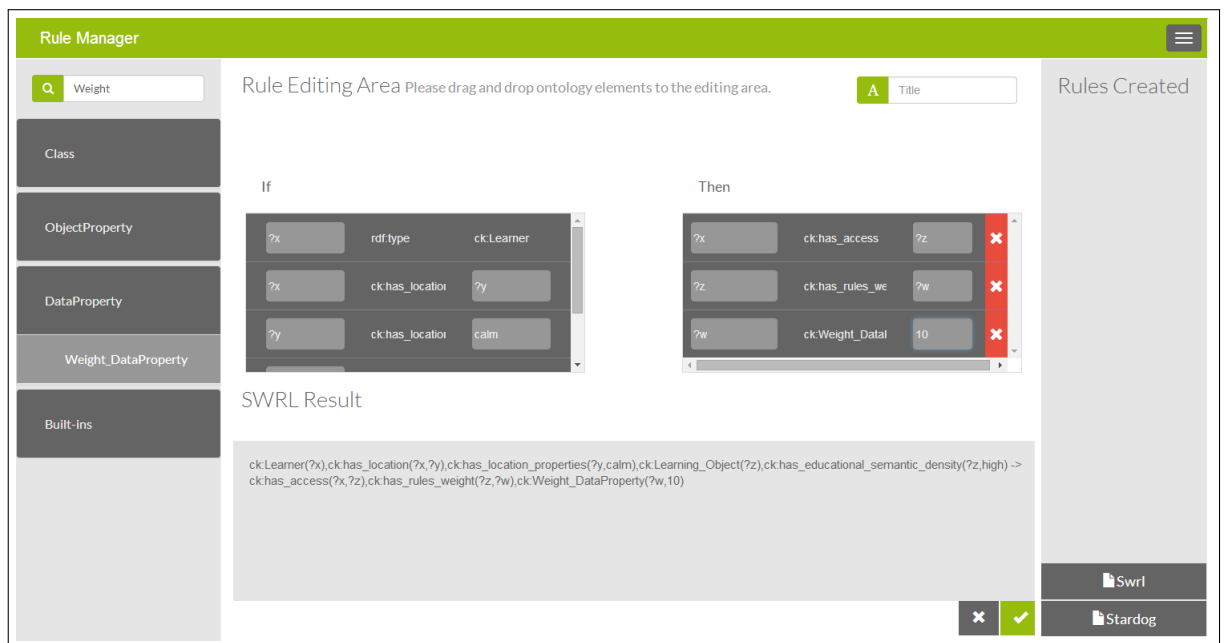 Rule Manager
Weight
Class
ObjectProperty
DataProperty
Weight_DataProperty
Built-ins
Rule Editing Area Please drag and drop ontology elements to the editing area.
A Title
If
?x rdf:type ck:Learner
?x ck:has_location ?y
?y ck:has_location calm
Then
?x ck:has_access ?z
?z ck:has_rules_we ?w
?w ck:Weight_Datal 10
SWRL Result
ck:Learner(?x),ck:has_location(?x,?y),ck:has_location_properties(?y,calm),ck:Learning_Object(?z),ck:has_educational_semantic_density(?z,high) ->
ck:has_access(?x,?z),ck:has_rules_weight(?z,?w),ck:Weight_DataProperty(?w,10)
Rules Created
Swrl
Stardog